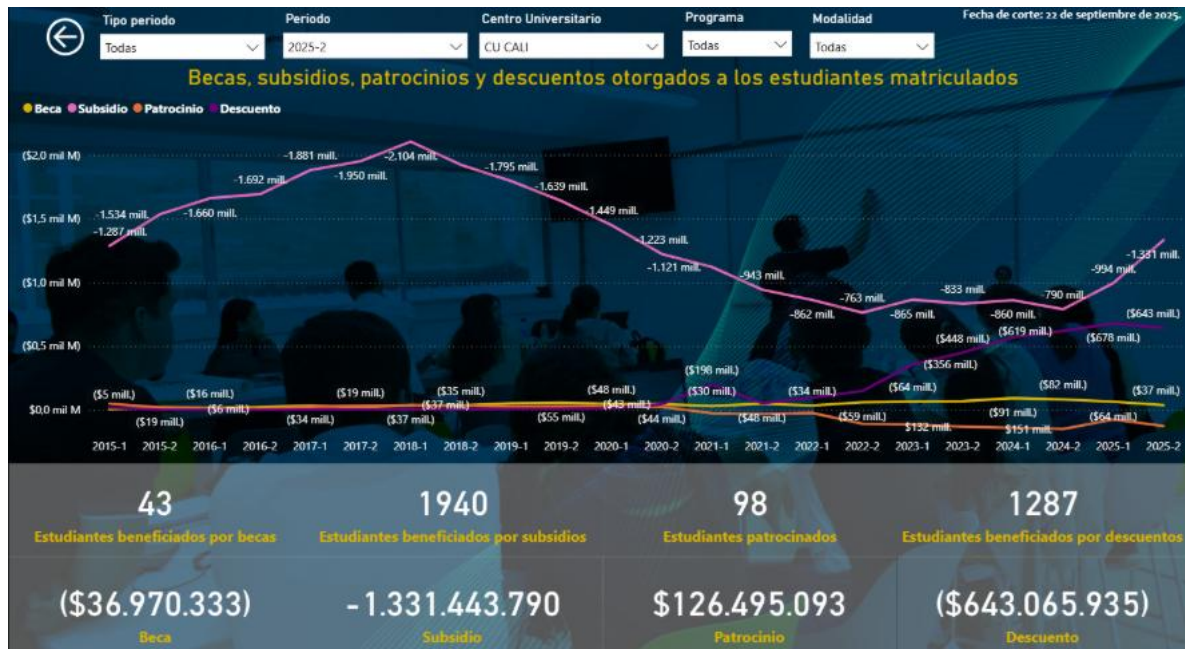 Tipo periodo Periodo Centro Universitario Programa Modalidad Fecha de corte: 22 de septiembre de 2025.
Todas 2025-2 CU CALI Todas Todas
Becas, subsidios, patrocinios y descuentos otorgados a los estudiantes matriculados
Beca Subsidio Patrocinio Descuento
($2,0 mil M)
($1,5 mil M)
($1,0 mil M)
($0,5 mil M)
$0,0 mil M
-1.287 mill. -1.534 mill. -1.660 mill. -1.692 mill. -1.881 mill. -1.950 mill. -2.104 mill. -1.795 mill. -1.639 mill. -1.449 mill. -1.223 mill. -1.121 mill. -943 mill. -862 mill. -763 mill. -865 mill. -833 mill. -860 mill. -790 mill. -994 mill. -1.331 mill.
($198 mill.) ($356 mill.) ($448 mill.) ($619 mill.) ($678 mill.) ($643 mill.)
($5 mill.) ($16 mill.) ($19 mill.) ($35 mill.) ($48 mill.) ($30 mill.) ($34 mill.) ($64 mill.) ($82 mill.) ($37 mill.)
($6 mill.) ($37 mill.) ($43 mill.)
($19 mill.) ($34 mill.) ($37 mill.) ($55 mill.) ($44 mill.) ($48 mill.) ($59 mill.) $132 mill. ($91 mill.) $151 mill. ($64 mill.)
2015-1 2015-2 2016-1 2016-2 2017-1 2017-2 2018-1 2018-2 2019-1 2019-2 2020-1 2020-2 2021-1 2021-2 2022-1 2022-2 2023-1 2023-2 2024-1 2024-2 2025-1 2025-2
43 1940 98 1287
Estudiantes beneficiados por becas Estudiantes beneficiados por subsidios Estudiantes patrocinados Estudiantes beneficiados por descuentos
($36.970.333) -1.331.443.790 $126.495.093 ($643.065.935)
Beca Subsidio Patrocinio Descuento